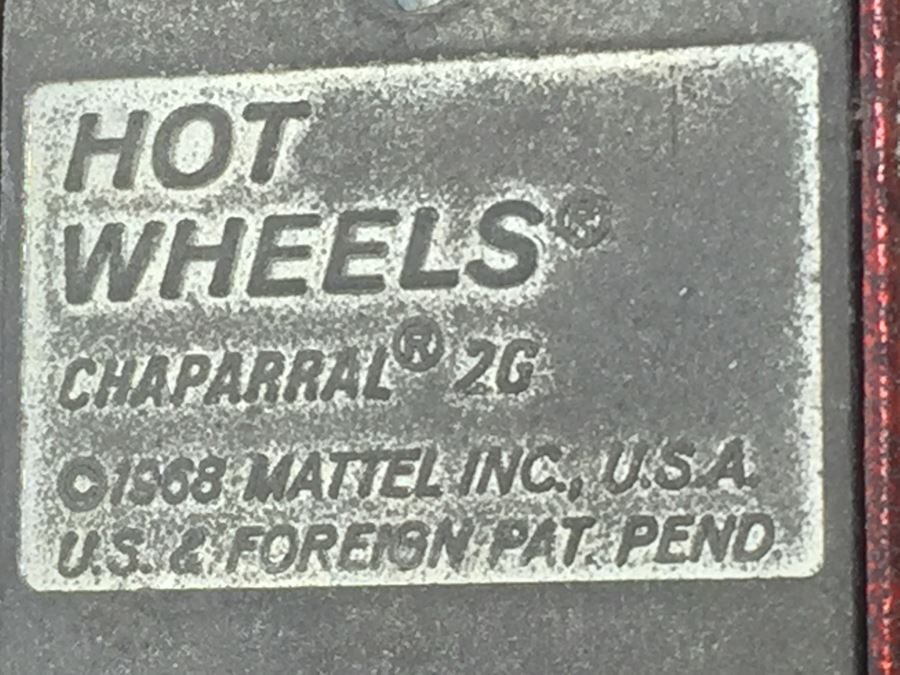 HOT
WHEELS®
CHAPARRAL® 2G
©1968 MATTEL INC., U.S.A.
U.S. & FOREIGN PAT. PEND.